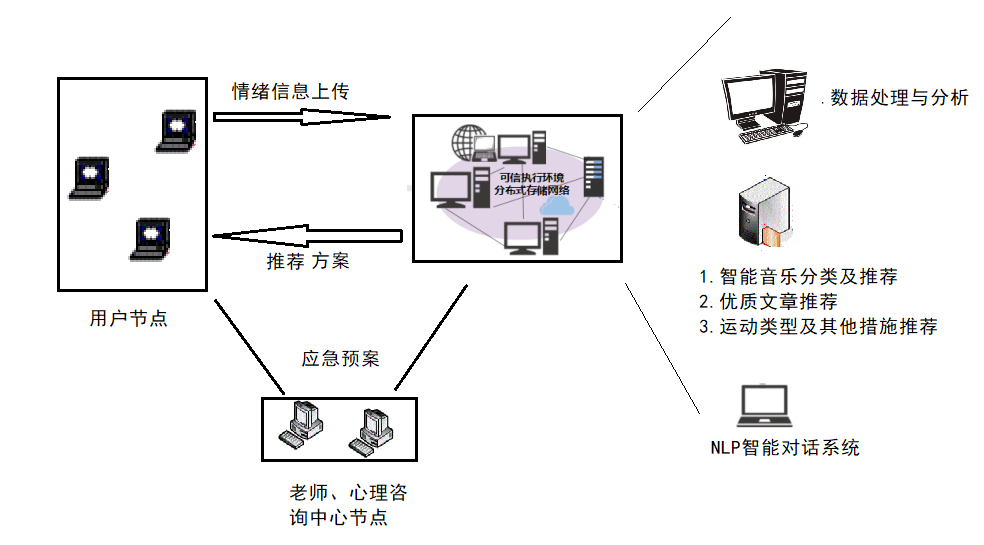 情绪信息上传
.数据处理与分析
可信执行环境
分布式存储网络
推荐 方案
用户节点
1.智能音乐分类及推荐
2.优质文章推荐
3.运动类型及其他措施推荐
应急预案
NLP智能对话系统
老师、心理咨
询中心节点